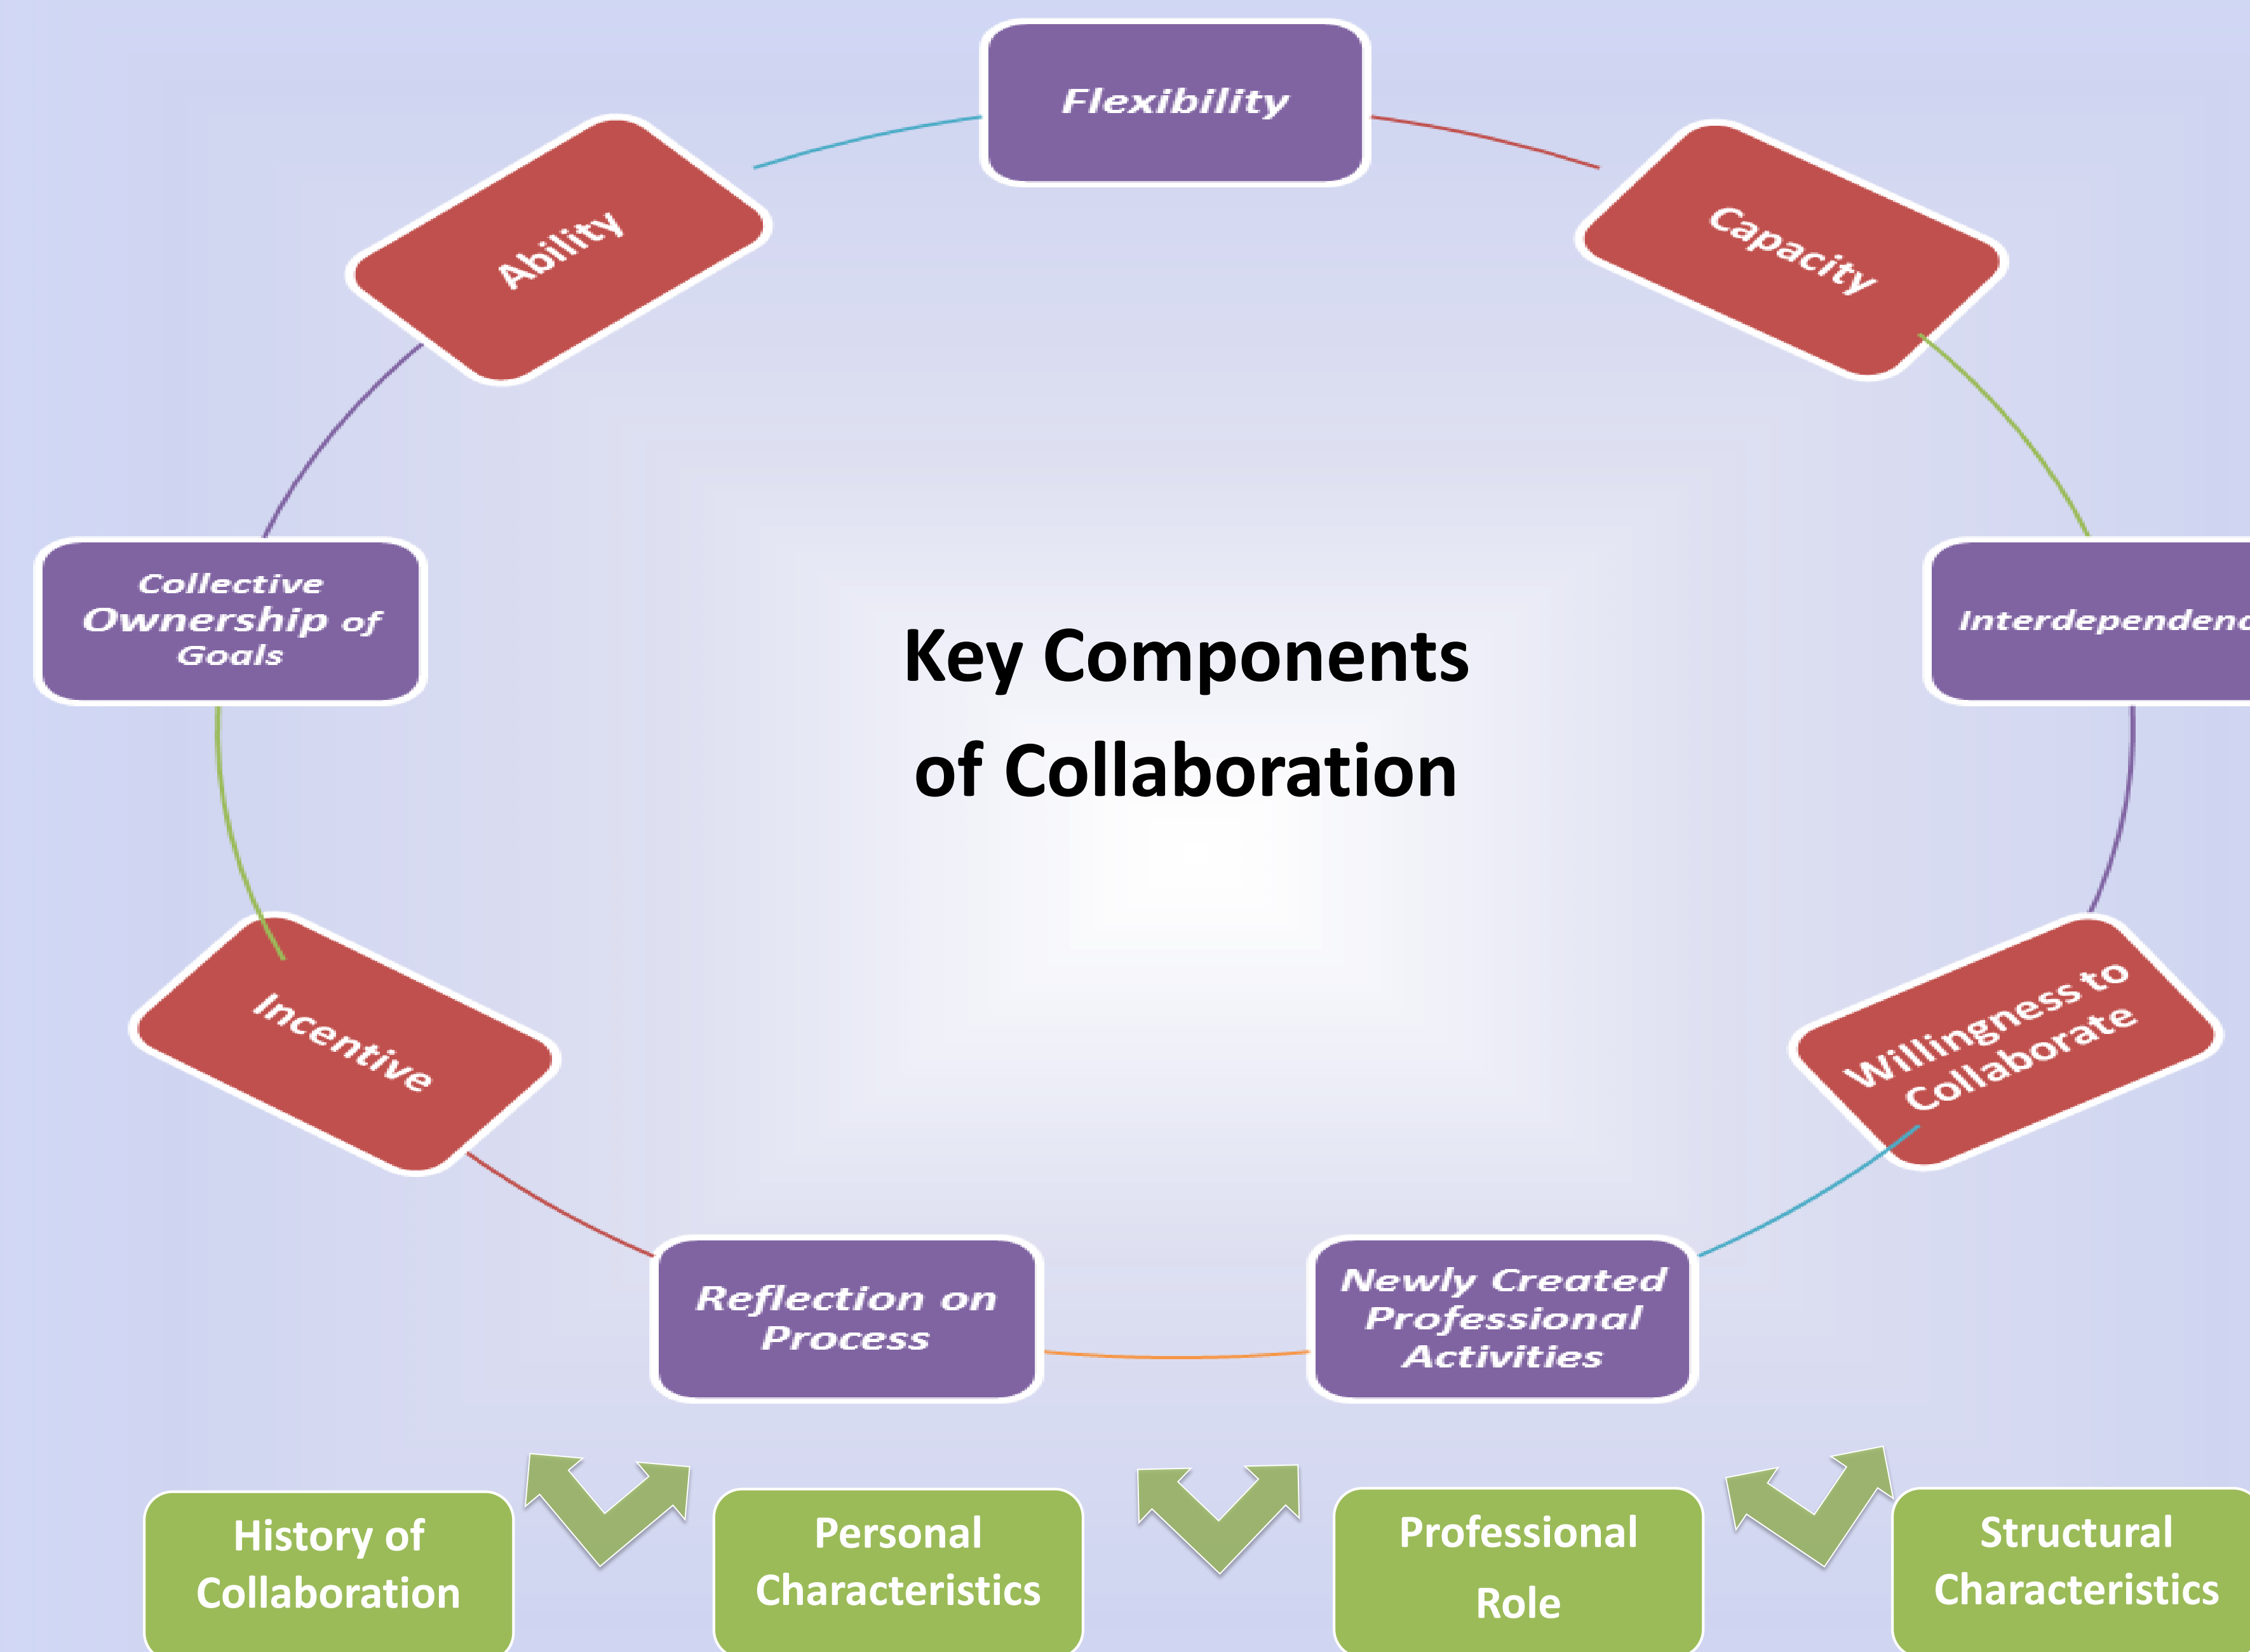 Flexibility
Ability
Capacity
Collective
Ownership of
Goals
Interdependenc
Key Components
of Collaboration
Incentive
Willingness to
Collaborate
Reflection on
Process
Newly Created
Professional
Activities
History of
Collaboration
Personal
Characteristics
Professional
Role
Structural
Characteristics